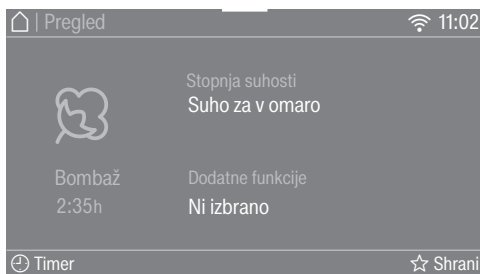 | Pregled
11:02
Stopnja suhosti
Suho za v omaro
Bombaž
2:35h
Dodatne funkcije
Ni izbrano
Timer
Shrani